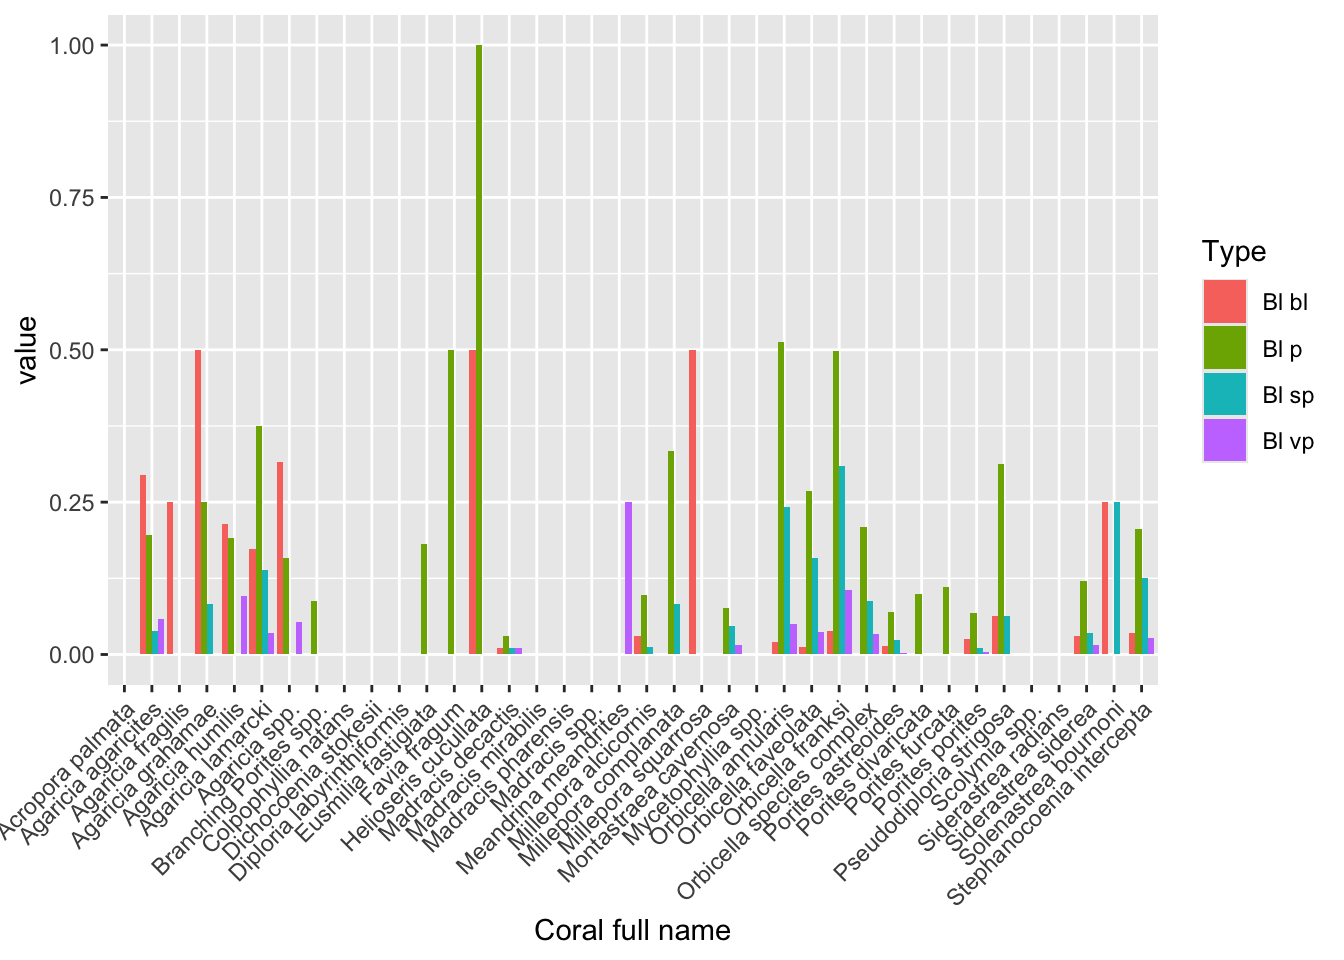 1.00
0.75
0.50
0.25
0.00
value
Acropora palmata
Agaricia agaricites
Agaricia fragilis
Agaricia grahamae
Agaricia humilis
Agaricia lamarcki
Agaricia spp.
Branching Porites spp.
Colpophyllia natans
Dichocoenia stokesii
Diploria labyrinthiformis
Eusmilia fastigiata
Favia fragum
Helioseris cucullata
Madracis decactis
Madracis mirabilis
Madracis pharensis
Madracis spp.
Meandrina meandrites
Millepora alcicornis
Millepora complanata
Millepora squarrosa
Montastraea cavernosa
Mycetophyllia spp.
Orbicella annularis
Orbicella faveolata
Orbicella franksi
Orbicella species complex
Porites astreoides
Porites divaricata
Porites furcata
Porites porites
Pseudodiploria strigosa
Scolymia spp.
Siderastrea radians
Siderastrea siderea
Solenastrea bournoni
Stephanocoenia intercepta
Coral full name
Type
Bl bl
Bl p
Bl sp
Bl vp